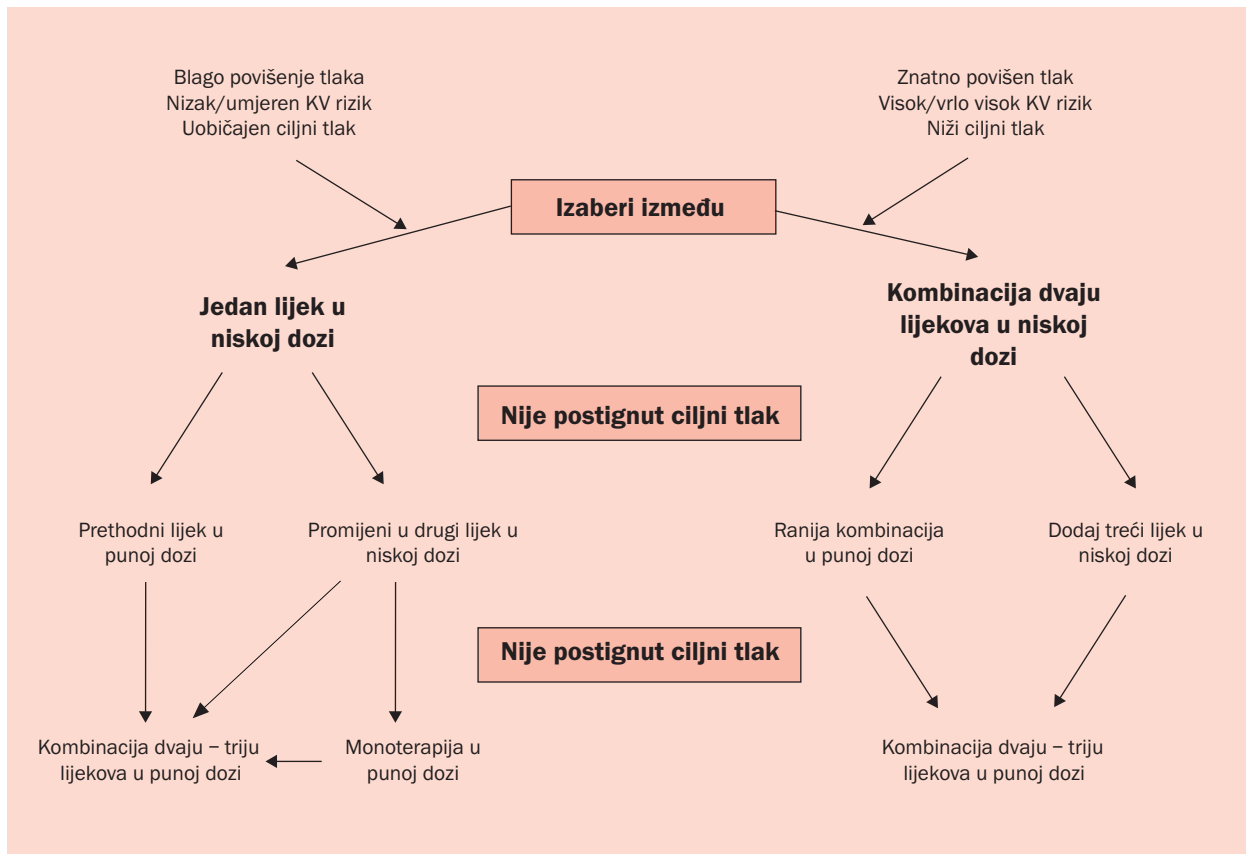 Blago povišenje tlaka
Nizak/umjeren KV rizik
Uobičajen ciljni tlak
Znatno povišen tlak
Visok/vrlo visok KV rizik
Niži ciljni tlak
Izaberi između
Jedan lijek u
niskoj dozi
Kombinacija dvaju
lijekova u niskoj
dozi
Nije postignut ciljni tlak
Prethodni lijek u
punoj dozi
Promijeni u drugi lijek u
niskoj dozi
Ranija kombinacija
u punoj dozi
Dodaj treći lijek u
niskoj dozi
Nije postignut ciljni tlak
Kombinacija dvaju – triju
lijekova u punoj dozi
Monoterapija u
punoj dozi
Kombinacija dvaju – triju
lijekova u punoj dozi